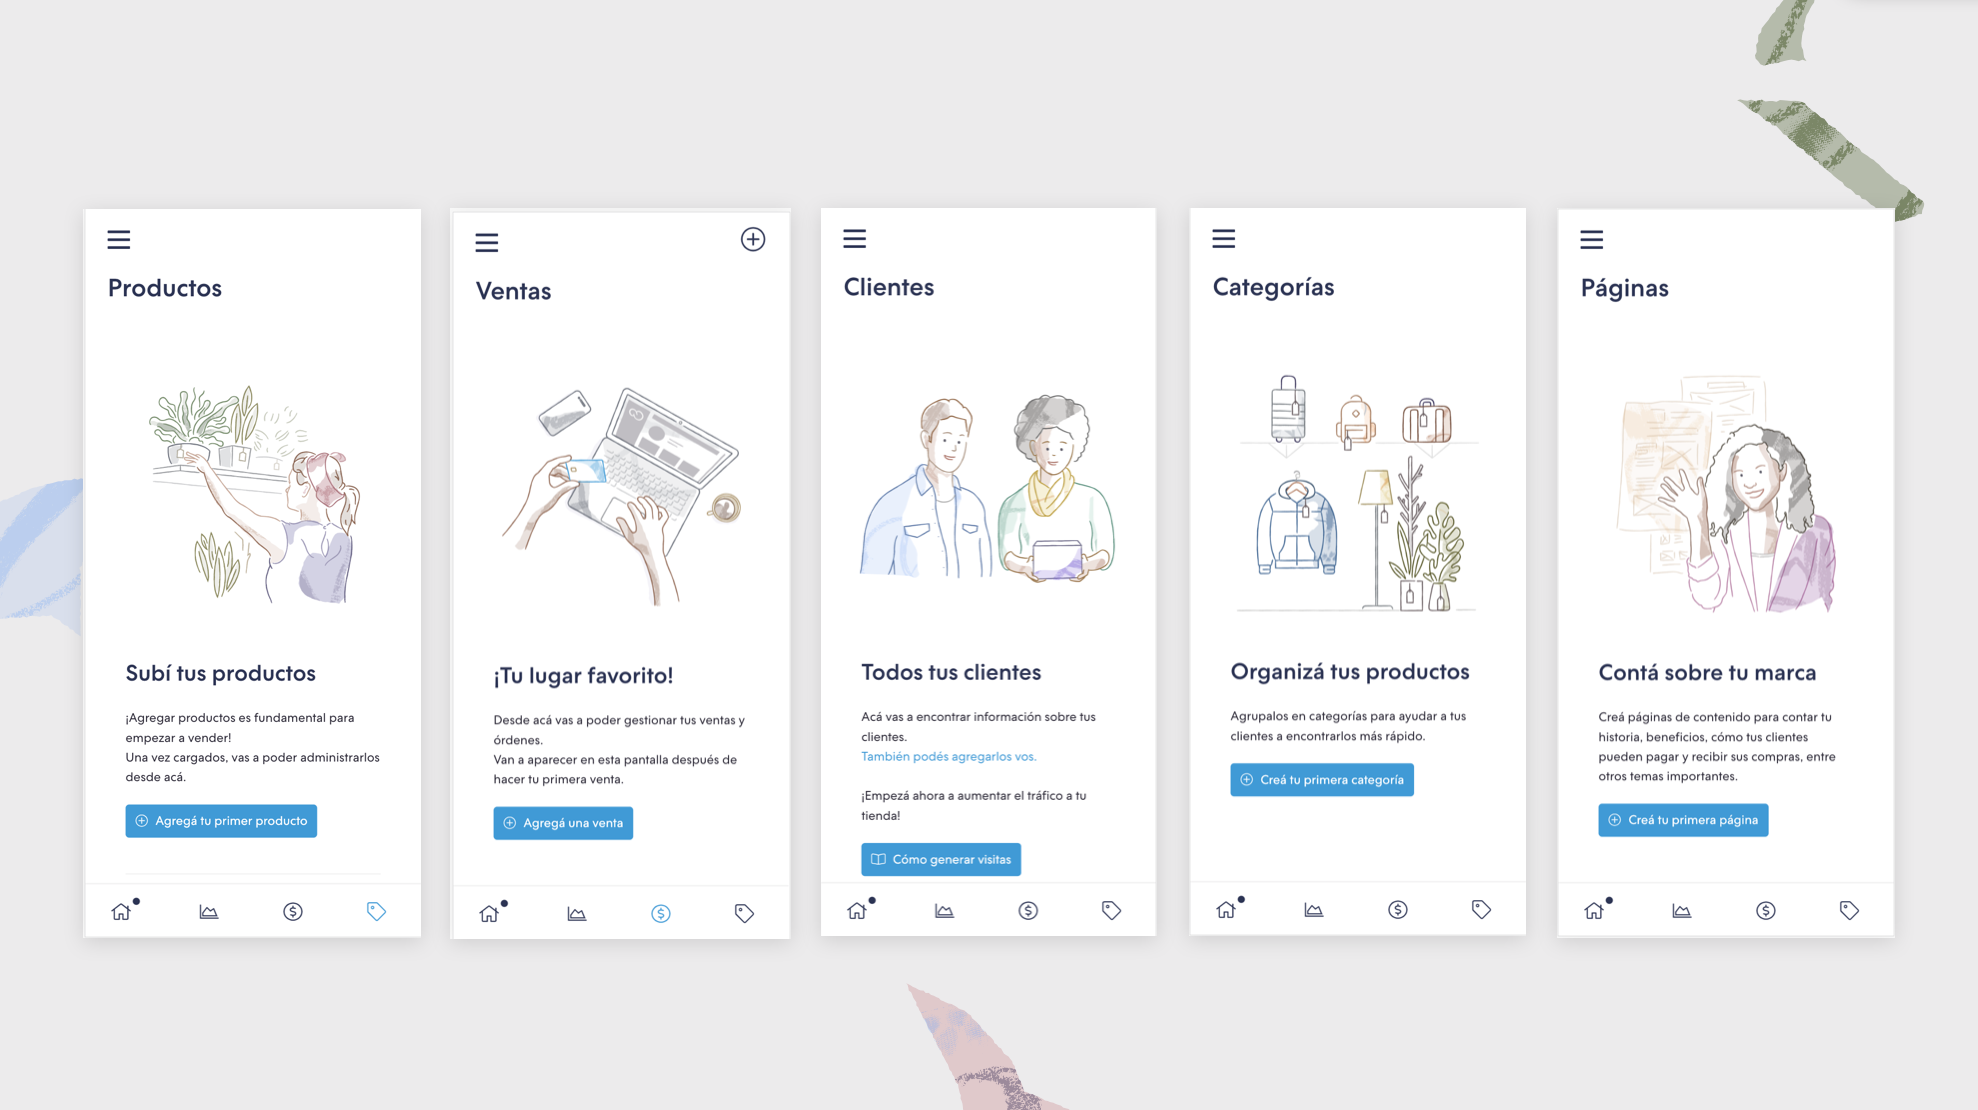 Productos
Subí tus productos
¡Agregar productos es fundamental para
empezar a vender!
Una vez cargados, vas a poder administrarlos
desde acá.
Agregá tu primer producto
Ventas
¡Tu lugar favorito!
Desde acá vas a poder gestionar tus ventas y
órdenes.
Van a aparecer en esta pantalla después de
hacer tu primera venta.
Agregá una venta
Clientes
Todos tus clientes
Acá vas a encontrar información sobre tus
clientes.
También podés agregarlos vos.
¡Empezá ahora a aumentar el tráfico a tu
tienda!
Cómo generar visitas
Categorías
Organizá tus productos
Agrupalos en categorías para ayudar a tus
clientes a encontrarlos más rápido.
Creá tu primera categoría
Páginas
Contá sobre tu marca
Creá páginas de contenido para contar tu
historia, beneficios, cómo tus clientes
pueden pagar y recibir sus compras, entre
otros temas importantes.
Creá tu primera página